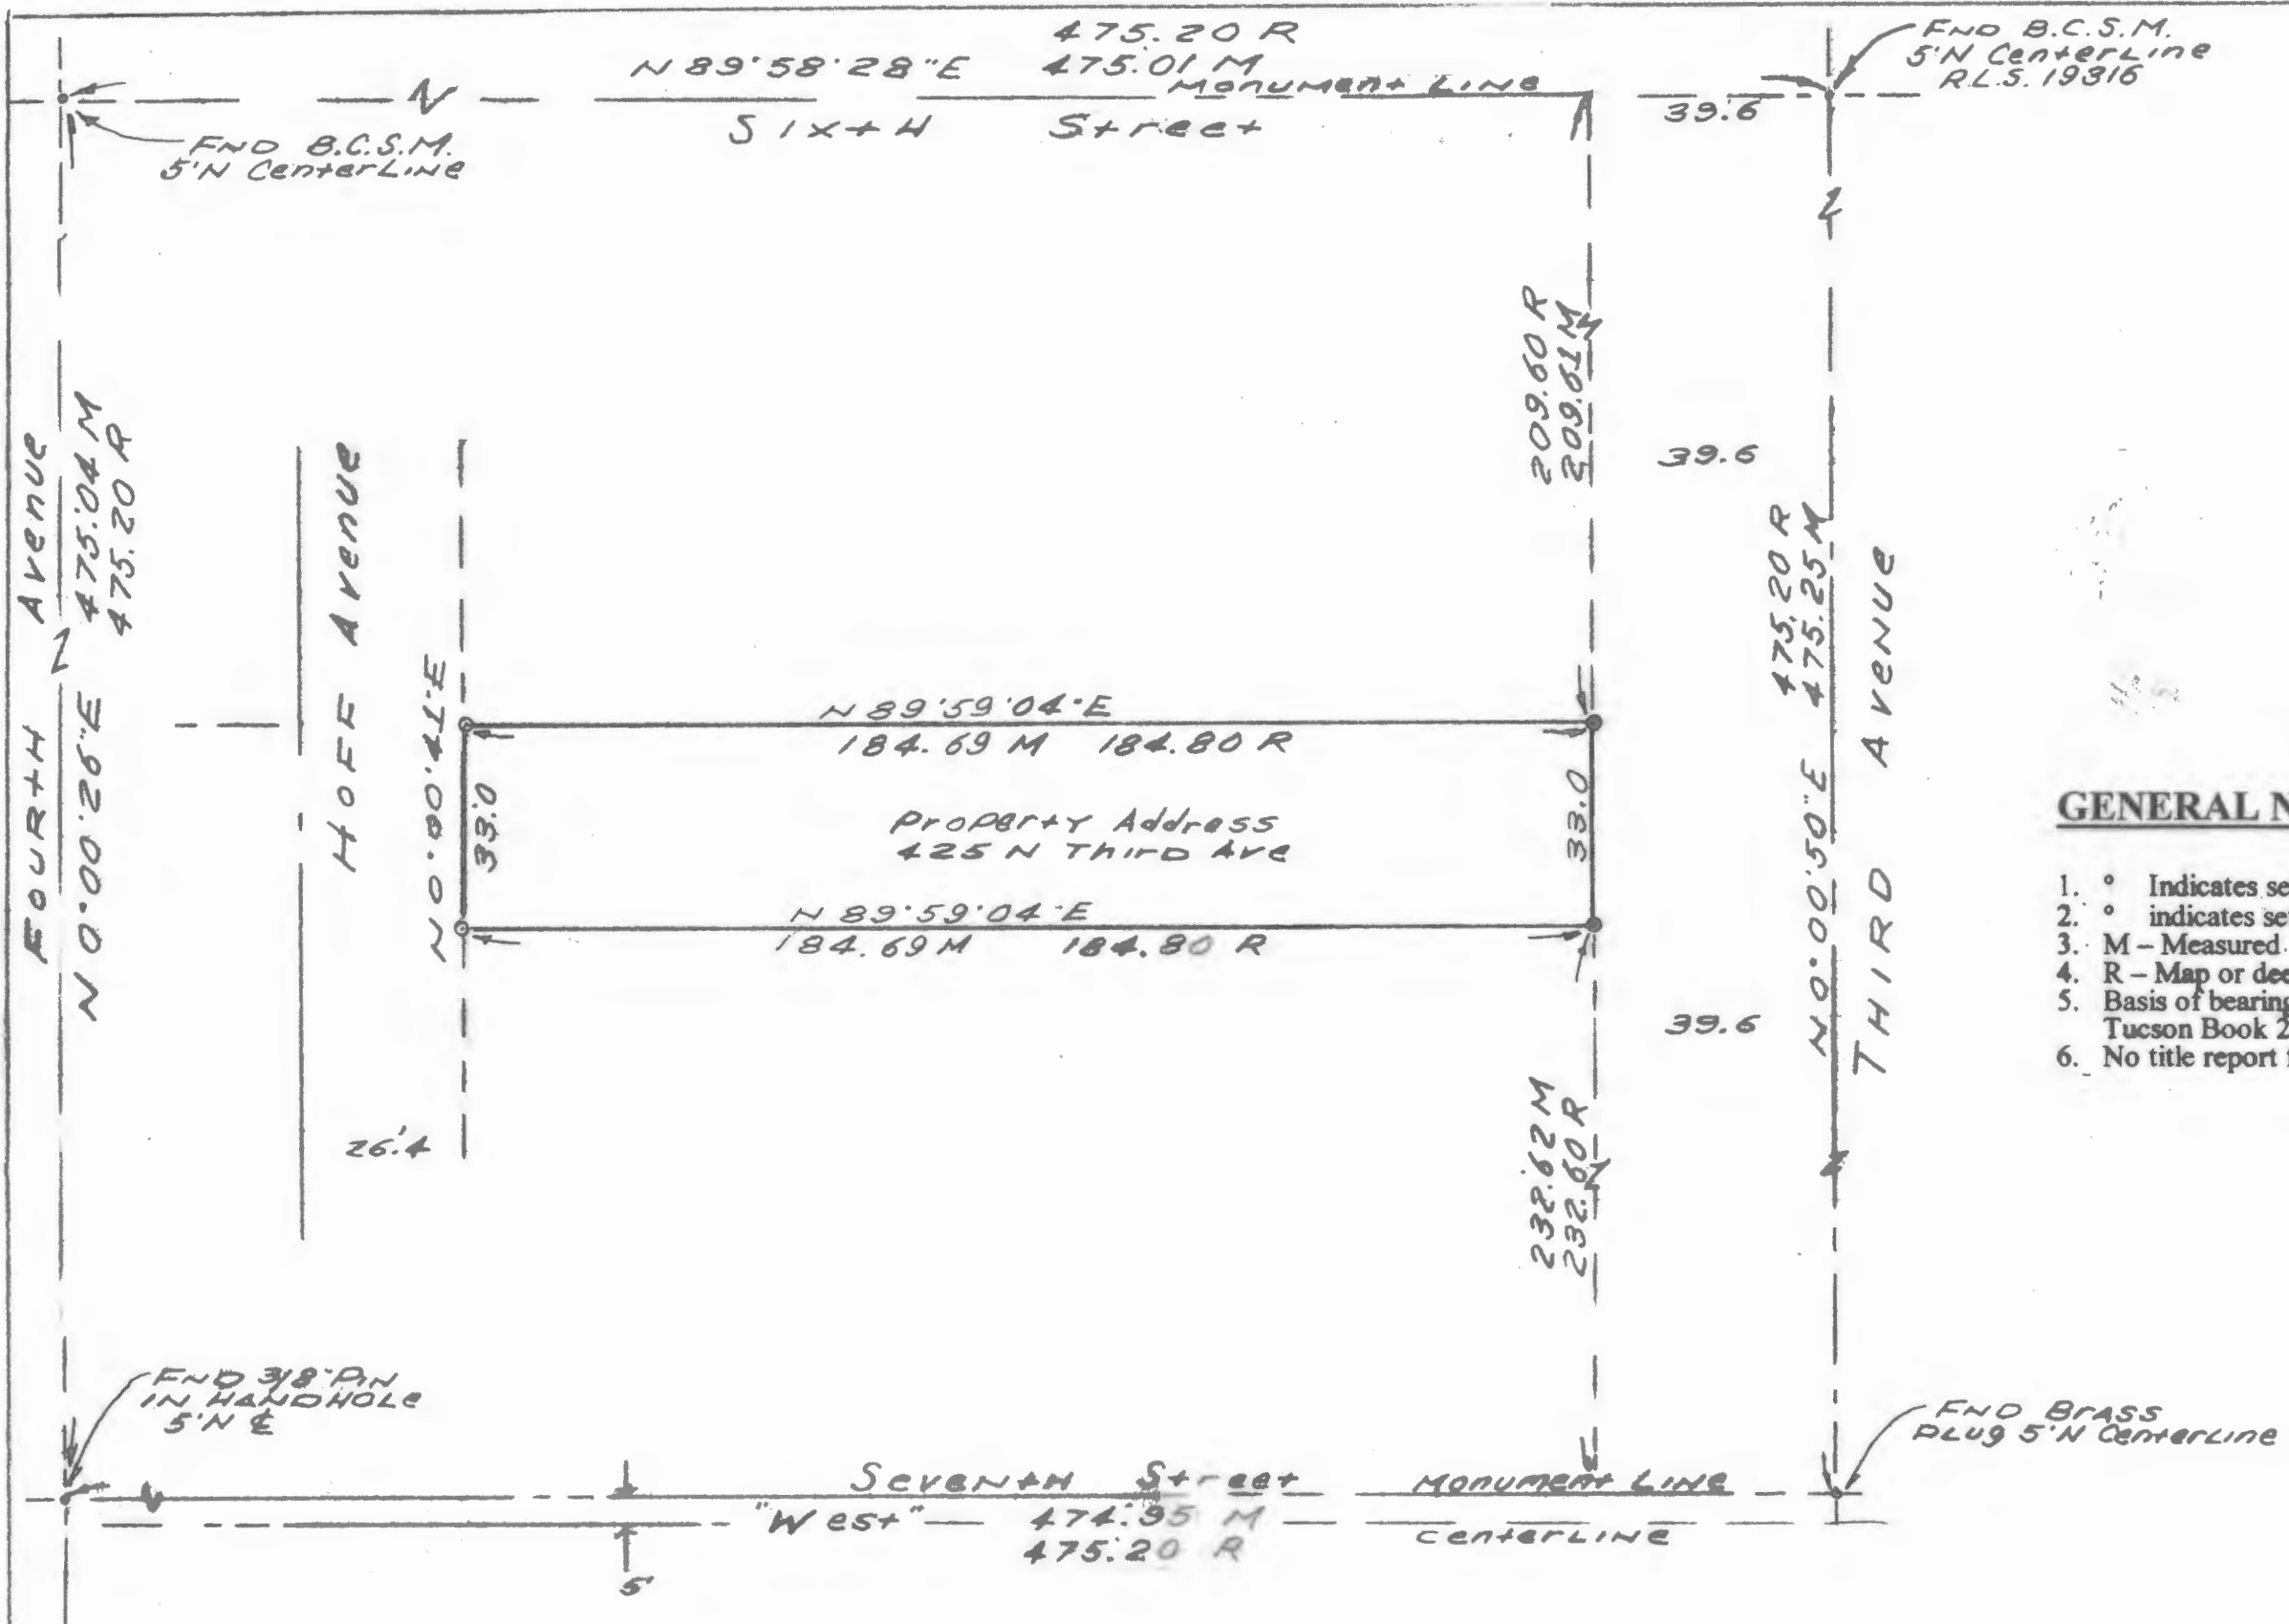 475.20 R
N 89°58'28"E 475.01 M
Monument Line
Sixth Street
FND B.C.S.M.
5'N CenterLine
R.L.S. 19316
39.6
FND B.C.S.M.
5'N CenterLine
209.60 R
209.61 M
39.6
Fourth Avenue
N 0°00'26"E 475.04 M
475.20 R
Hoff Avenue
N 0°00'41"E
33.0
N 89°59'04"E
184.69 M 184.80 R
Property Address
425 N Third Ave
33.0
N 89°59'04"E
184.69 M 184.80 R
475.20 R
N 0°00'50"E 475.25 M
THIRD AVENUE
GENERAL N
1. ° Indicates se
2. ° indicates se
3. M – Measured
4. R – Map or dee
5. Basis of bearing
Tucson Book 2
6. No title report f
39.6
26.4
232.62 M
232.60 R
FND 3/8" PIN
IN HANDHOLE
5'N ℄
FND Brass
PLug 5'N CenterLine
Seventh Street Monument Line
"West" 474.95 M
CenterLine
475.20 R
5'